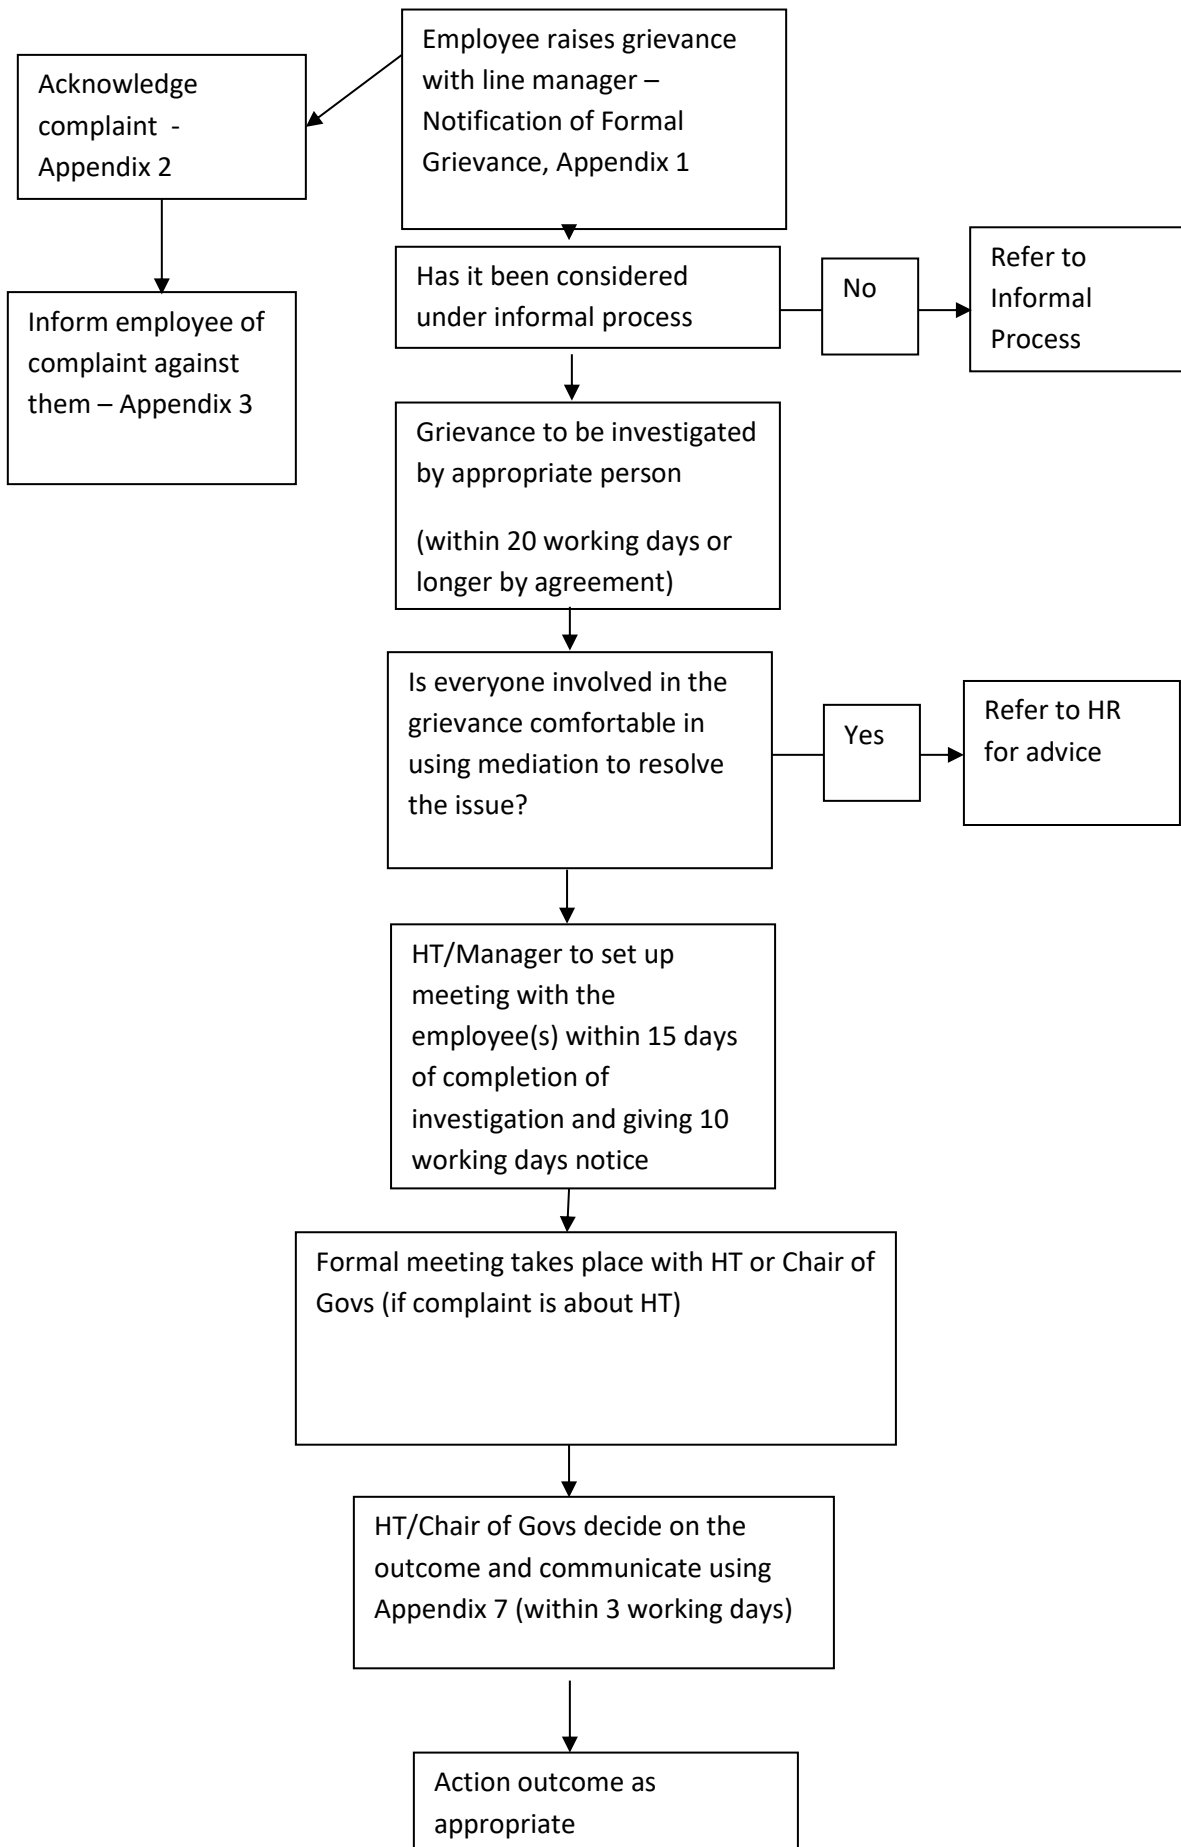 Employee raises grievance
with line manager –
Notification of Formal
Grievance, Appendix 1
Acknowledge
complaint -
Appendix 2
Inform employee of
complaint against
them – Appendix 3
Has it been considered
under informal process
No
Refer to
Informal
Process
Grievance to be investigated
by appropriate person
(within 20 working days or
longer by agreement)
Is everyone involved in the
grievance comfortable in
using mediation to resolve
the issue?
Yes
Refer to HR
for advice
HT/Manager to set up
meeting with the
employee(s) within 15 days
of completion of
investigation and giving 10
working days notice
Formal meeting takes place with HT or Chair of
Govs (if complaint is about HT)
HT/Chair of Govs decide on the
outcome and communicate using
Appendix 7 (within 3 working days)
Action outcome as
appropriate